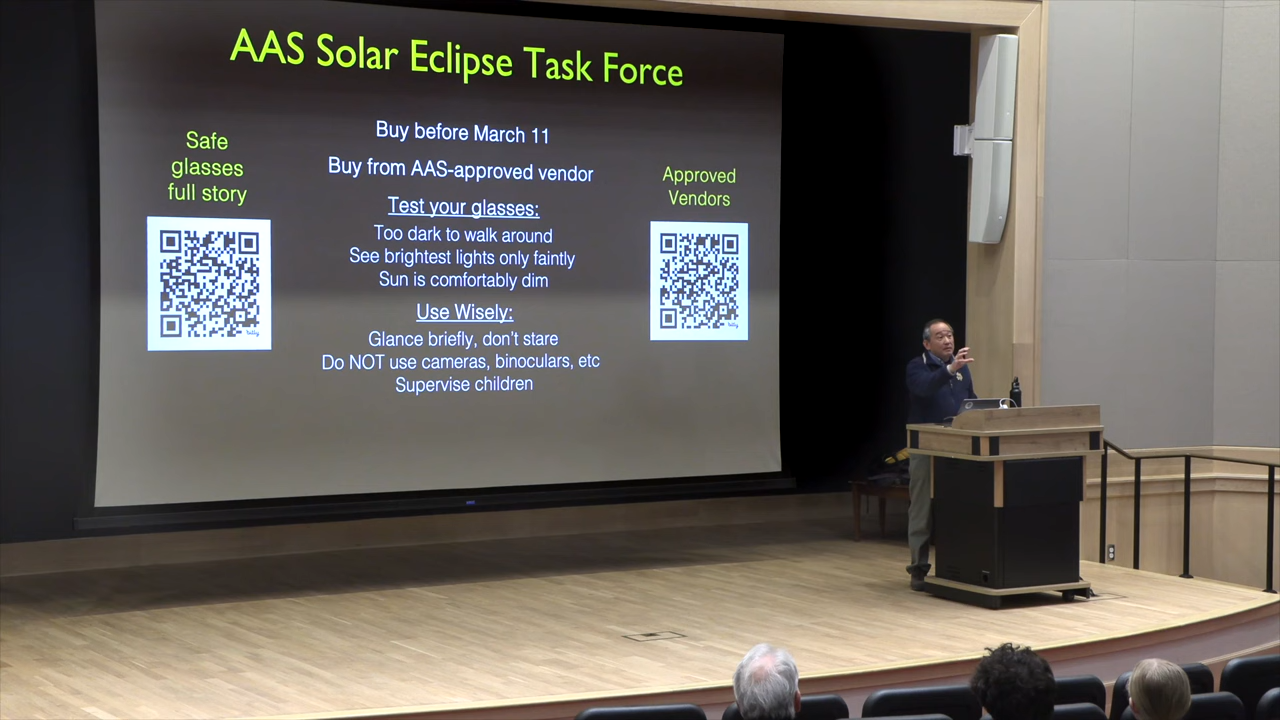 AAS Solar Eclipse Task Force
Safe
glasses
full story
Buy before March 11
Buy from AAS-approved vendor
Test your glasses:
Too dark to walk around
See brightest lights only faintly
Sun is comfortably dim
Use Wisely:
Glance briefly, don't stare
Do NOT use cameras, binoculars, etc
Supervise children
Approved
Vendors